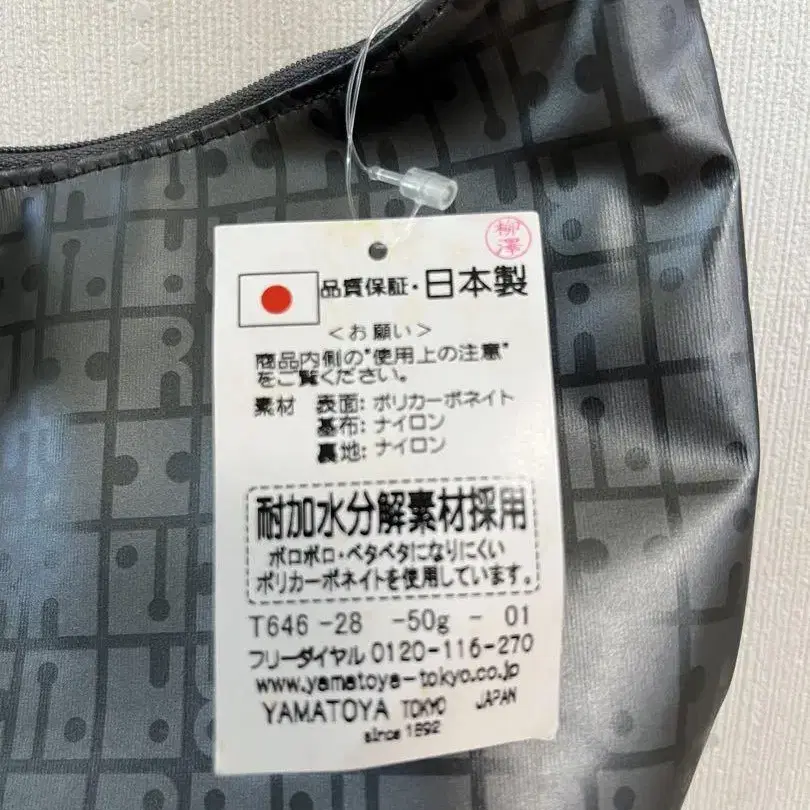 柳澤
品質保証・日本製
＜お願い＞
商品内側の"使用上の注意"
をご覧ください。
素材 表面: ポリカーボネイト
基布: ナイロン
裏地: ナイロン
耐加水分解素材採用
ボロボロ・ベタベタになりにくい
ポリカーボネイトを使用しています。
T646 -28 -50g - 01
フリーダイヤル 0120-116-270
www.yamatoya-tokyo.co.jp
YAMATOYA TOKYO JAPAN
since 1892